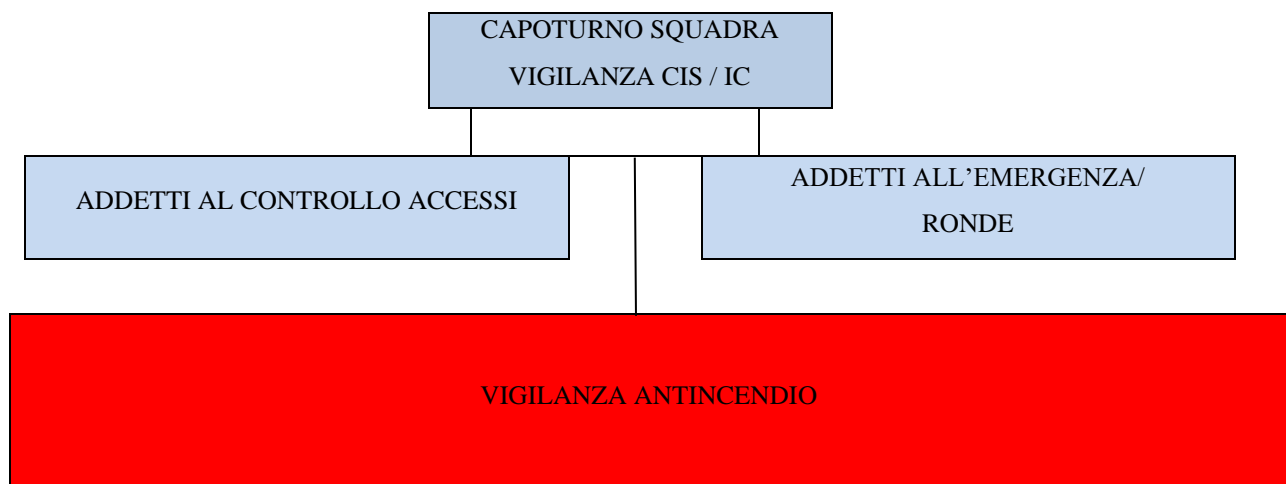 CAPOTURNO SQUADRA
VIGILANZA CIS / IC
ADDETTI AL CONTROLLO ACCESSI
ADDETTI ALL’EMERGENZA/
RONDE
VIGILANZA ANTINCENDIO